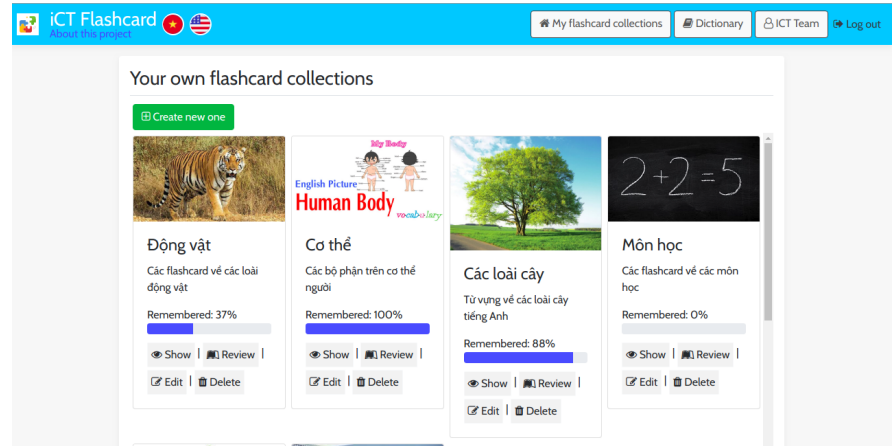 iCT Flashcard
About this project
My flashcard collections
Dictionary
ICT Team
Log out
Your own flashcard collections
Create new one
2+2=5
My Body
English Picture
Human Body
vocabulary
Động vật
Các flashcard về các loài
động vật
Remembered: 37%
Show | Review |
Edit | Delete
Cơ thể
Các bộ phận trên cơ thể
người
Remembered: 100%
Show | Review |
Edit | Delete
Các loài cây
Từ vựng về các loài cây
tiếng Anh
Remembered: 88%
Show | Review |
Edit | Delete
Môn học
Các flashcard về các môn
học
Remembered: 0%
Show | Review |
Edit | Delete